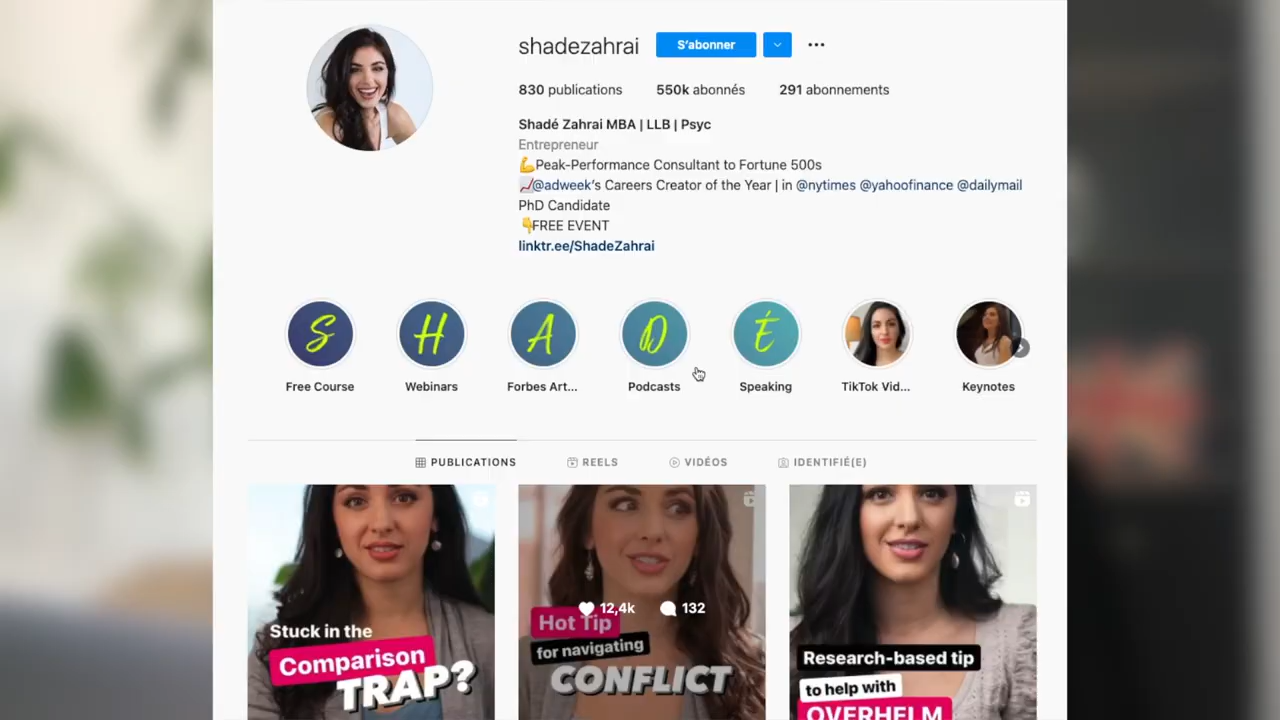 shadezahrai S'abonner
830 publications 550k abonnés 291 abonnements
Shadé Zahrai MBA | LLB | Psyc
Entrepreneur
💪Peak-Performance Consultant to Fortune 500s
📈@adweek's Careers Creator of the Year | in @nytimes @yahoofinance @dailymail
PhD Candidate
👇FREE EVENT
linktr.ee/ShadeZahrai
S H A D É
Free Course Webinars Forbes Art... Podcasts Speaking TikTok Vid... Keynotes
PUBLICATIONS REELS VIDÉOS IDENTIFIÉ(E)
Stuck in the
Comparison
TRAP?
12,4k 132
Hot Tip
for navigating
CONFLICT
Research-based tip
to help with
OVERHELM